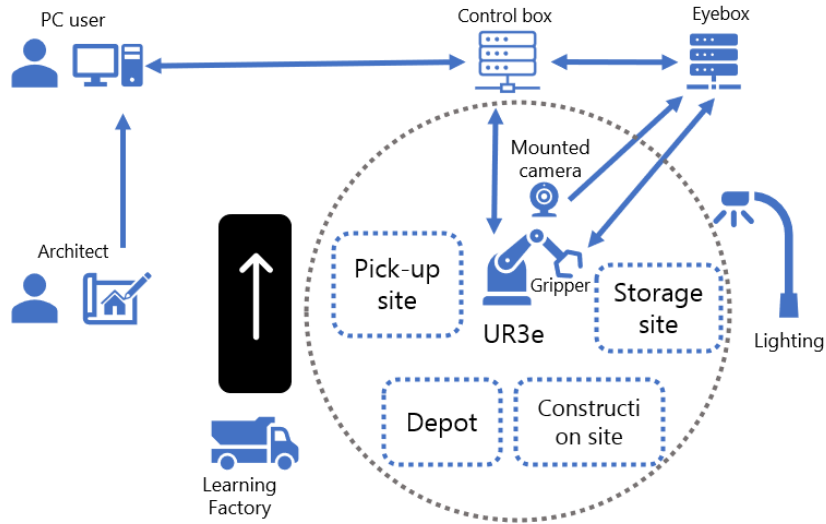 PC user
Control box
Eyebox
Mounted
camera
Architect
Pick-up
site
Gripper
Storage
site
UR3e
Lighting
Depot
Constructi
on site
Learning
Factory